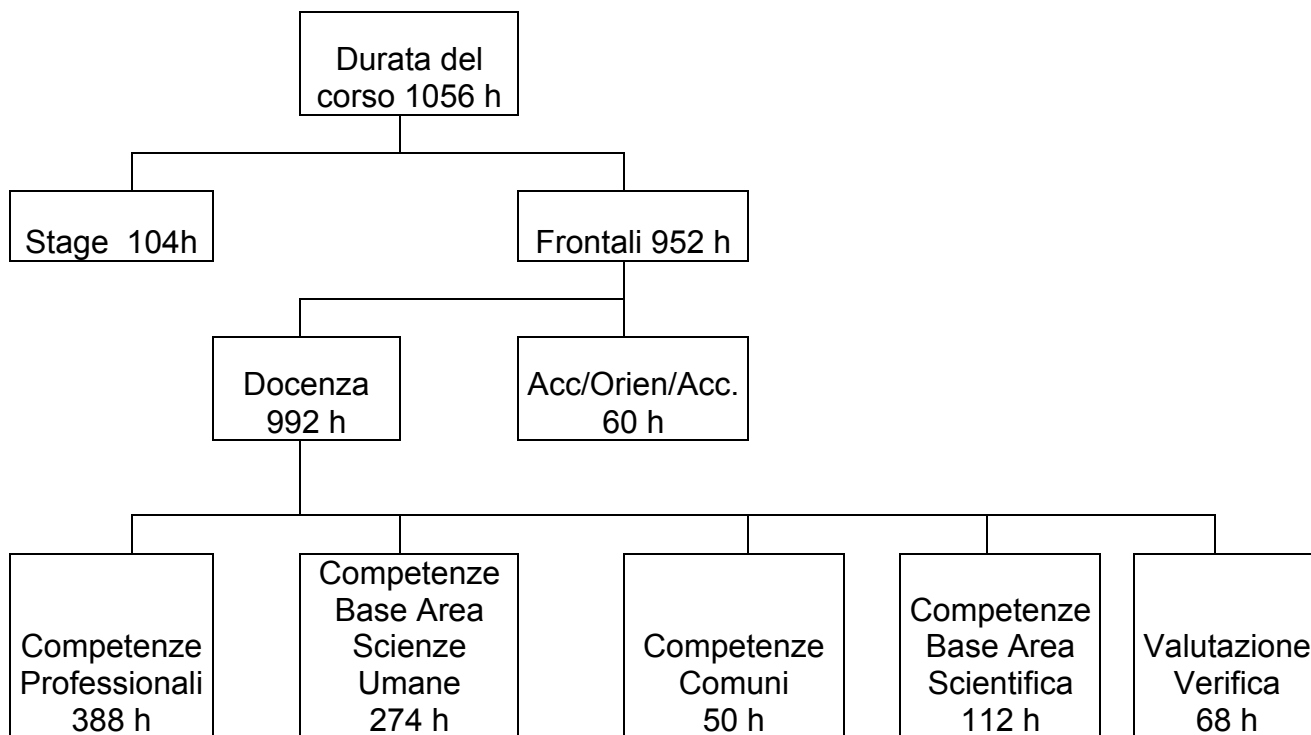 Durata del
corso 1056 h
Stage 104h
Frontali 952 h
Docenza
992 h
Acc/Orien/Acc.
60 h
Competenze
Professionali
388 h
Competenze
Base Area
Scienze
Umane
274 h
Competenze
Comuni
50 h
Competenze
Base Area
Scientifica
112 h
Valutazione
Verifica
68 h